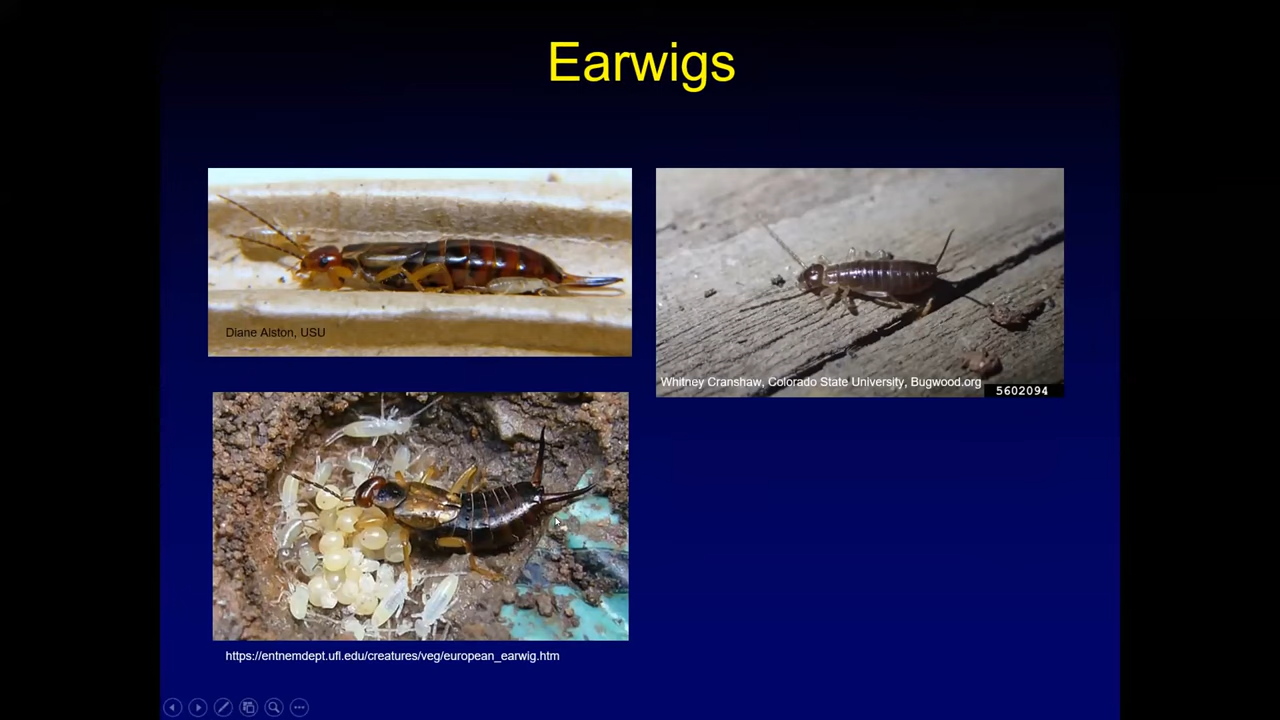 Earwigs
Diane Alston, USU
Whitney Cranshaw, Colorado State University, Bugwood.org
5602094
https://entnemdept.ufl.edu/creatures/veg/european_earwig.htm